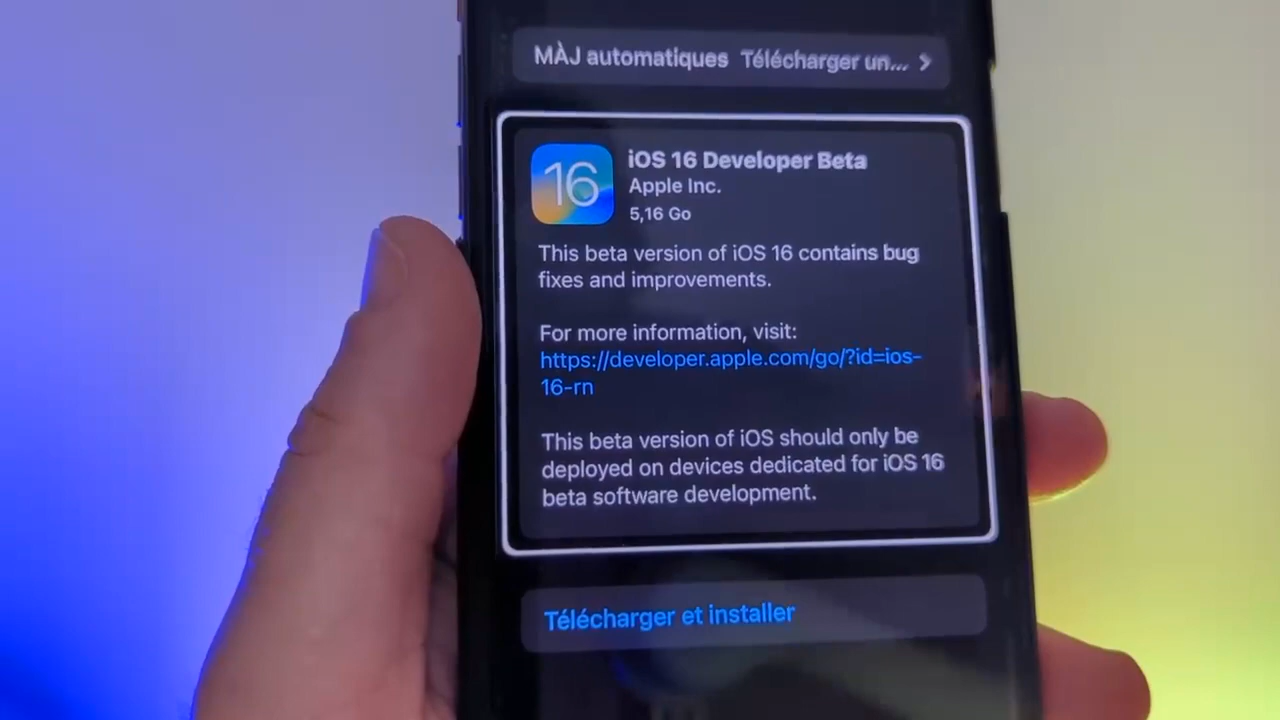 MÀJ automatiques Télécharger un... >
16
iOS 16 Developer Beta
Apple Inc.
5,16 Go
This beta version of iOS 16 contains bug
fixes and improvements.
For more information, visit:
https://developer.apple.com/go/?id=ios-
16-rn
This beta version of iOS should only be
deployed on devices dedicated for iOS 16
beta software development.
Télécharger et installer